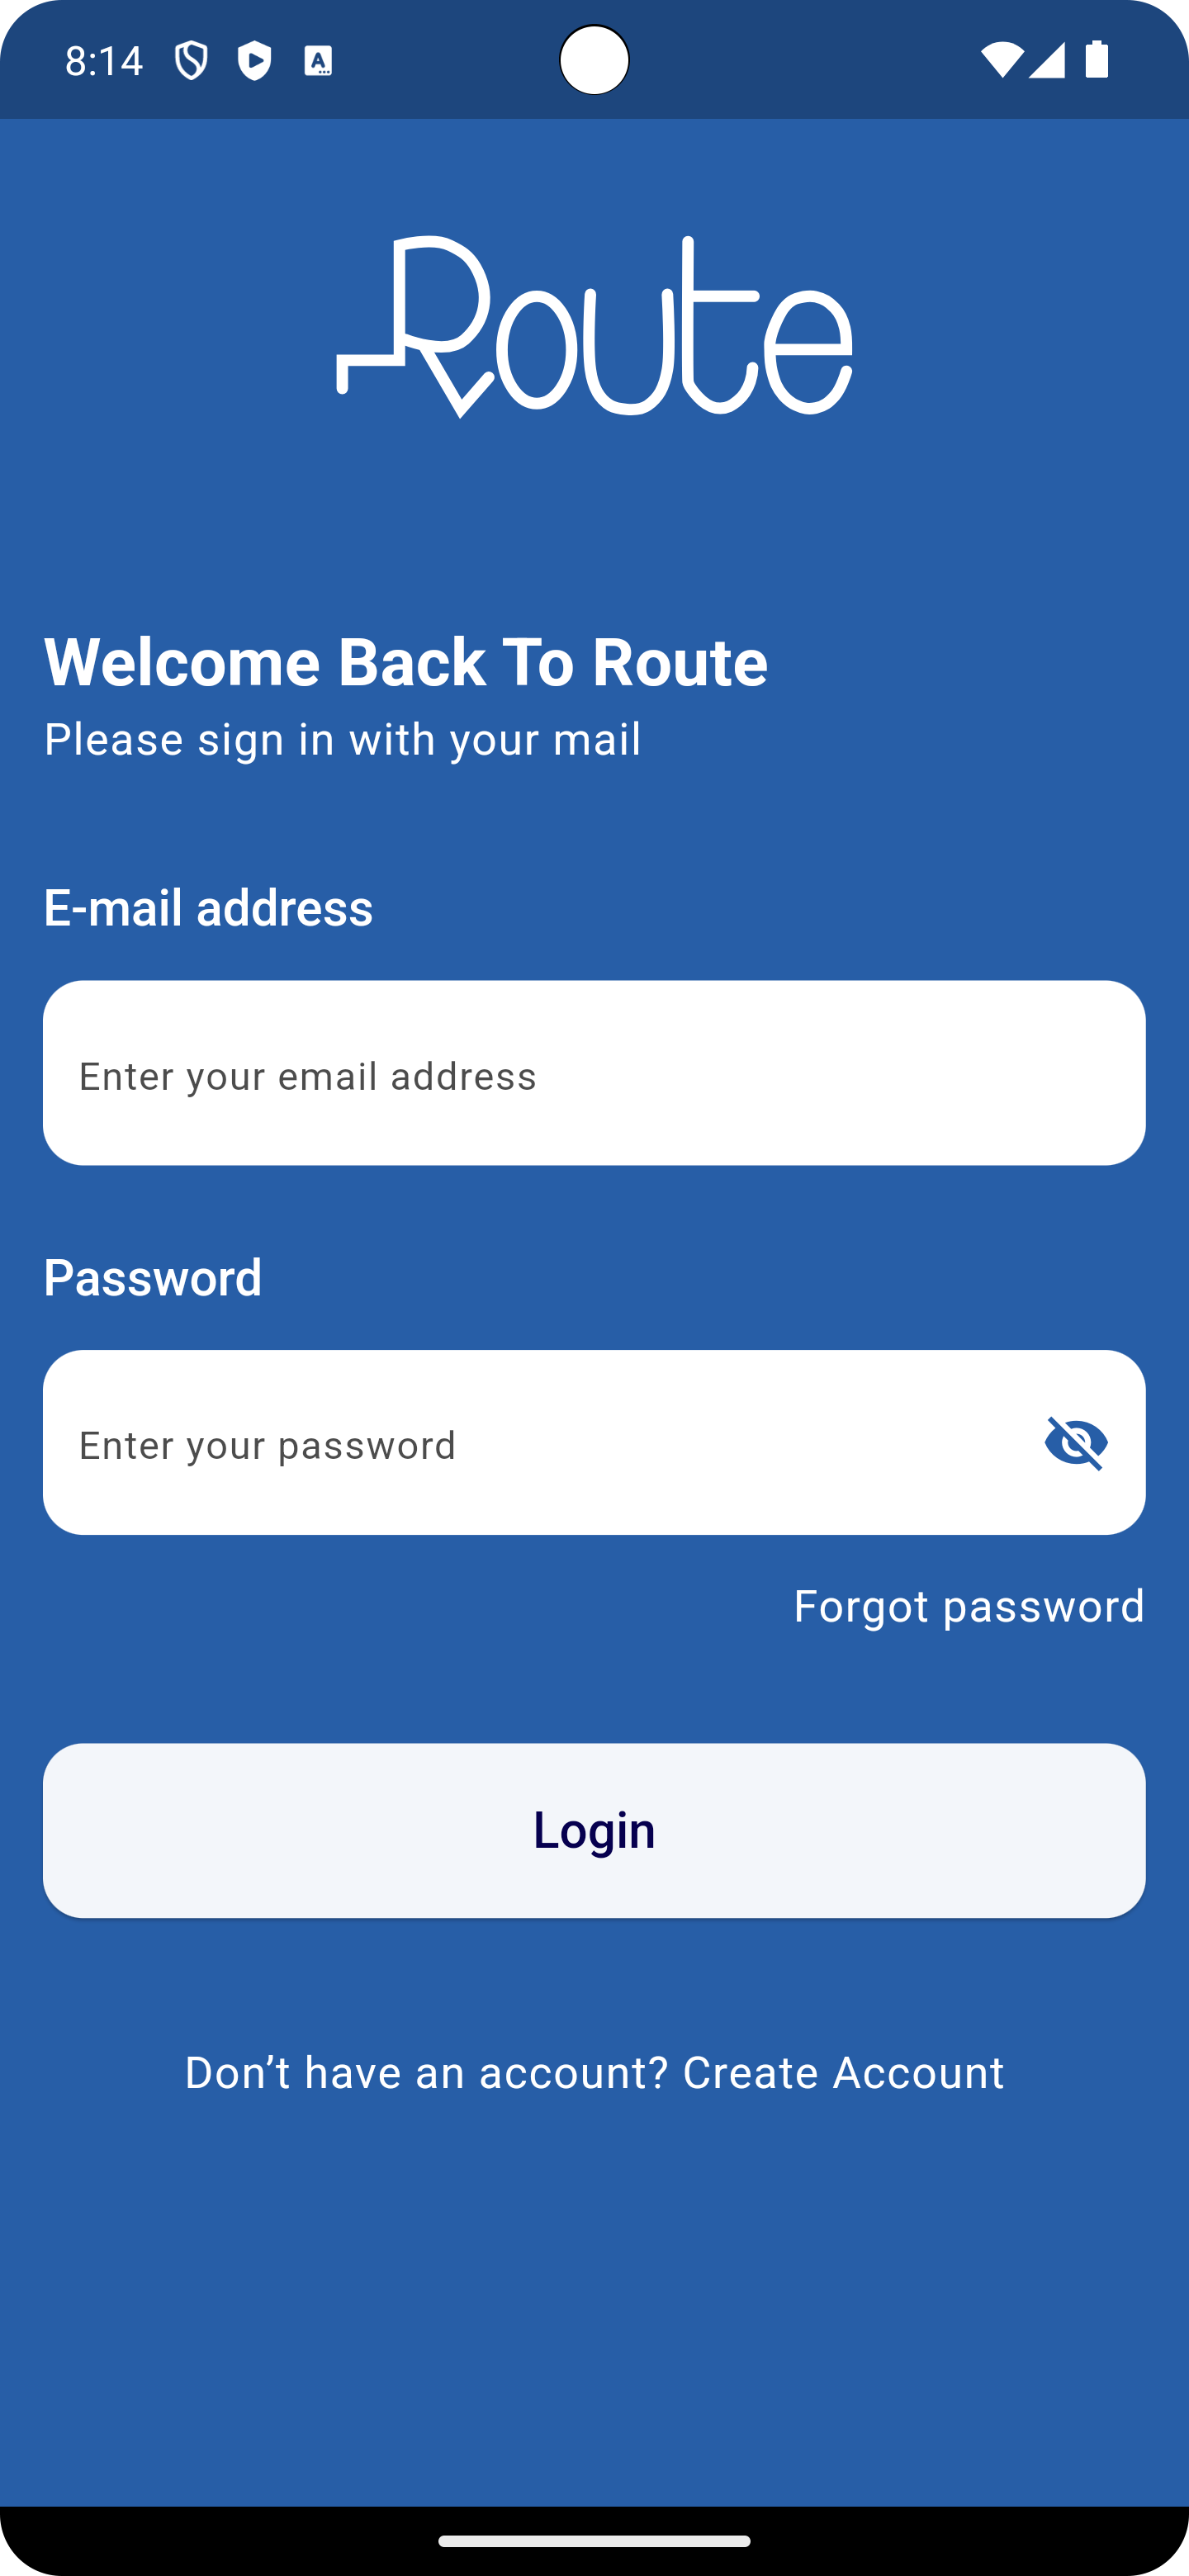 8:14
Route
Welcome Back To Route
Please sign in with your mail
E-mail address
Enter your email address
Password
Enter your password
Forgot password
Login
Don’t have an account? Create Account